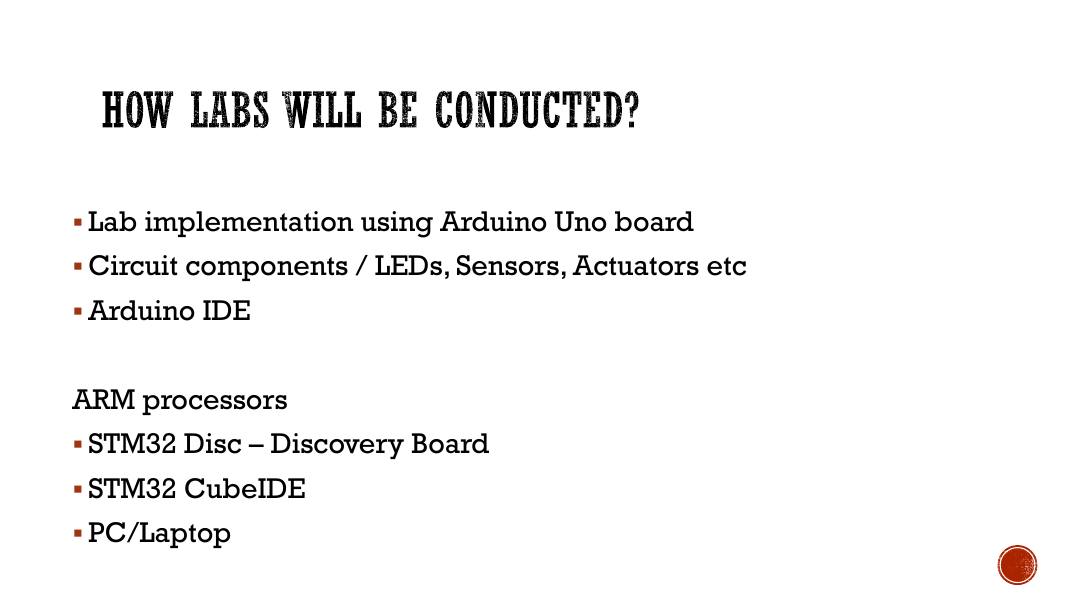 HOW LABS WILL BE CONDUCTED?
▪ Lab implementation using Arduino Uno board
▪ Circuit components / LEDs, Sensors, Actuators etc
▪ Arduino IDE
ARM processors
▪ STM32 Disc – Discovery Board
▪ STM32 CubeIDE
▪ PC/Laptop